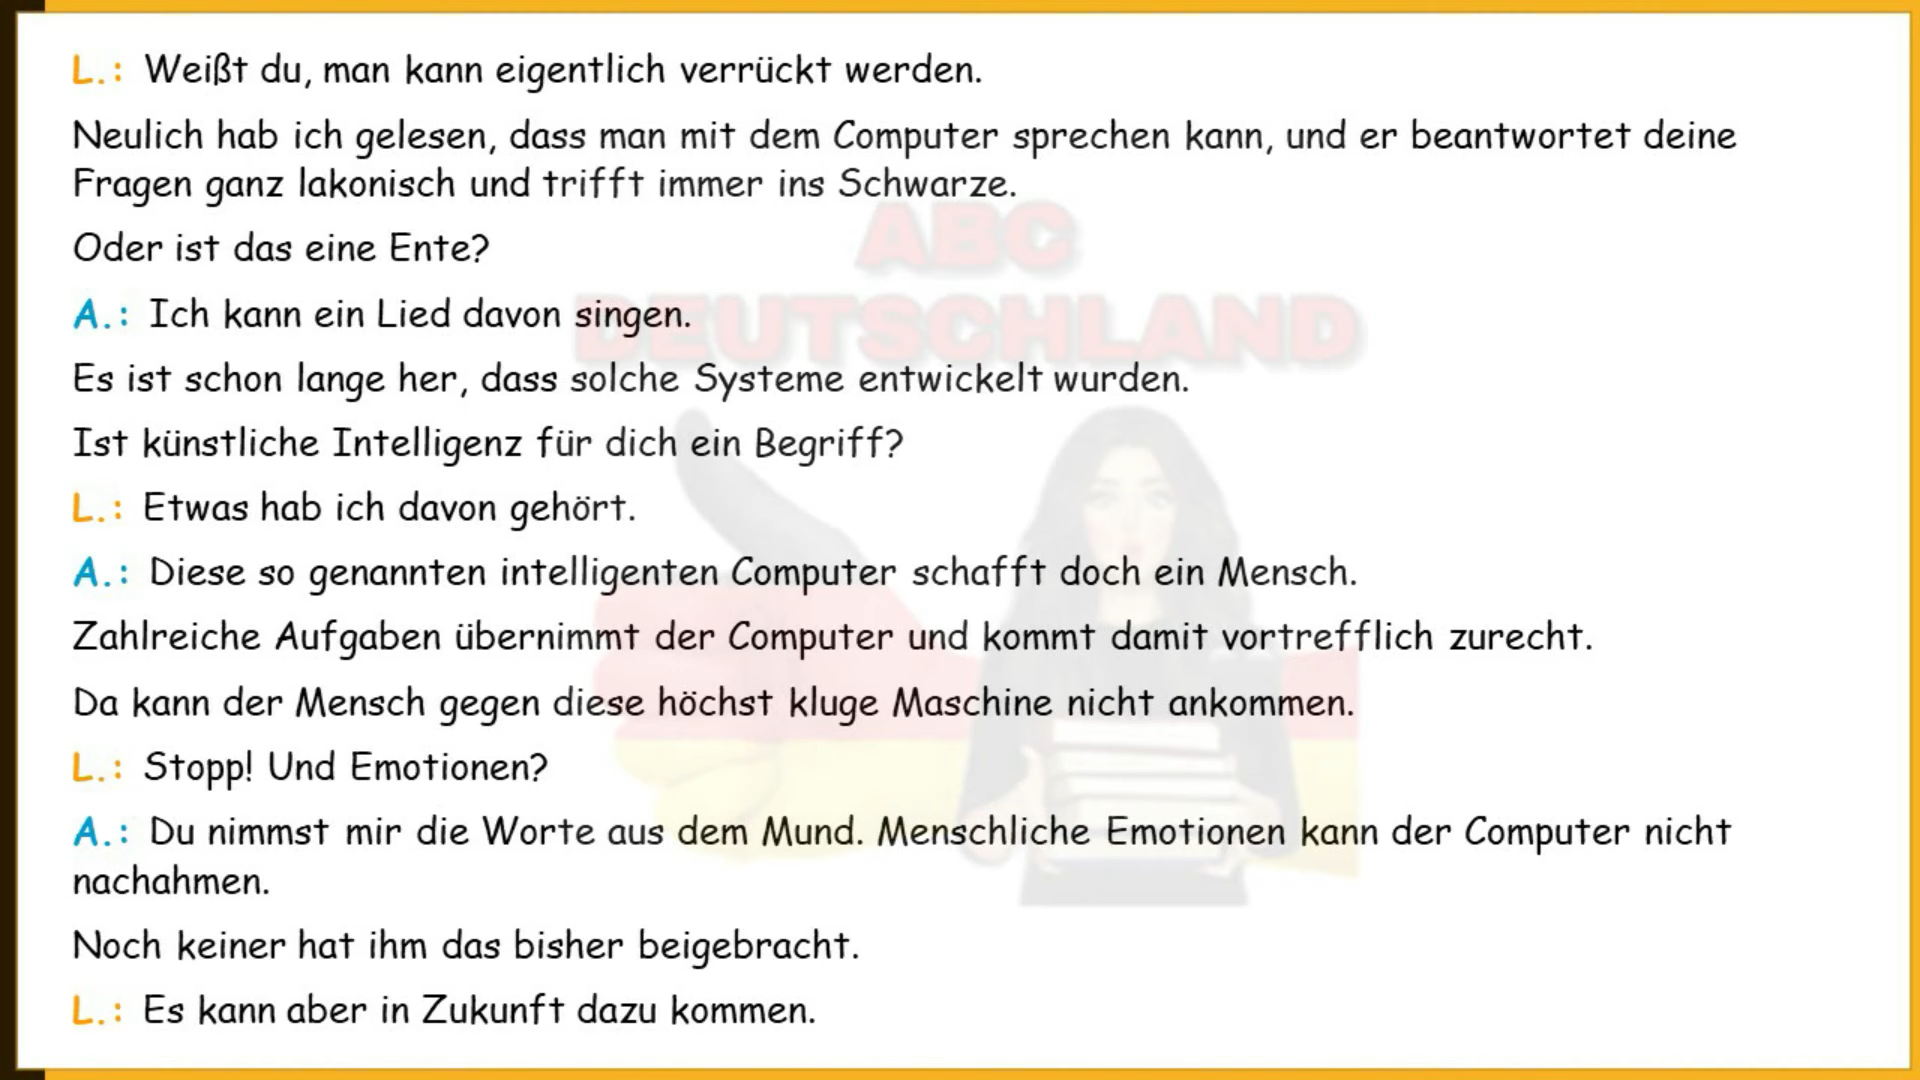 L.: Weißt du, man kann eigentlich verrückt werden.
Neulich hab ich gelesen, dass man mit dem Computer sprechen kann, und er beantwortet deine
Fragen ganz lakonisch und trifft immer ins Schwarze.
ABC
Oder ist das eine Ente?
A.: Ich kann ein Lied davon singen.
DEUTSCHLAND
Es ist schon lange her, dass solche Systeme entwickelt wurden.
Ist künstliche Intelligenz für dich ein Begriff?
L.: Etwas hab ich davon gehört.
A.: Diese so genannten intelligenten Computer schafft doch ein Mensch.
Zahlreiche Aufgaben übernimmt der Computer und kommt damit vortrefflich zurecht.
Da kann der Mensch gegen diese höchst kluge Maschine nicht ankommen.
L.: Stopp! Und Emotionen?
A.: Du nimmst mir die Worte aus dem Mund. Menschliche Emotionen kann der Computer nicht
nachahmen.
Noch keiner hat ihm das bisher beigebracht.
L.: Es kann aber in Zukunft dazu kommen.